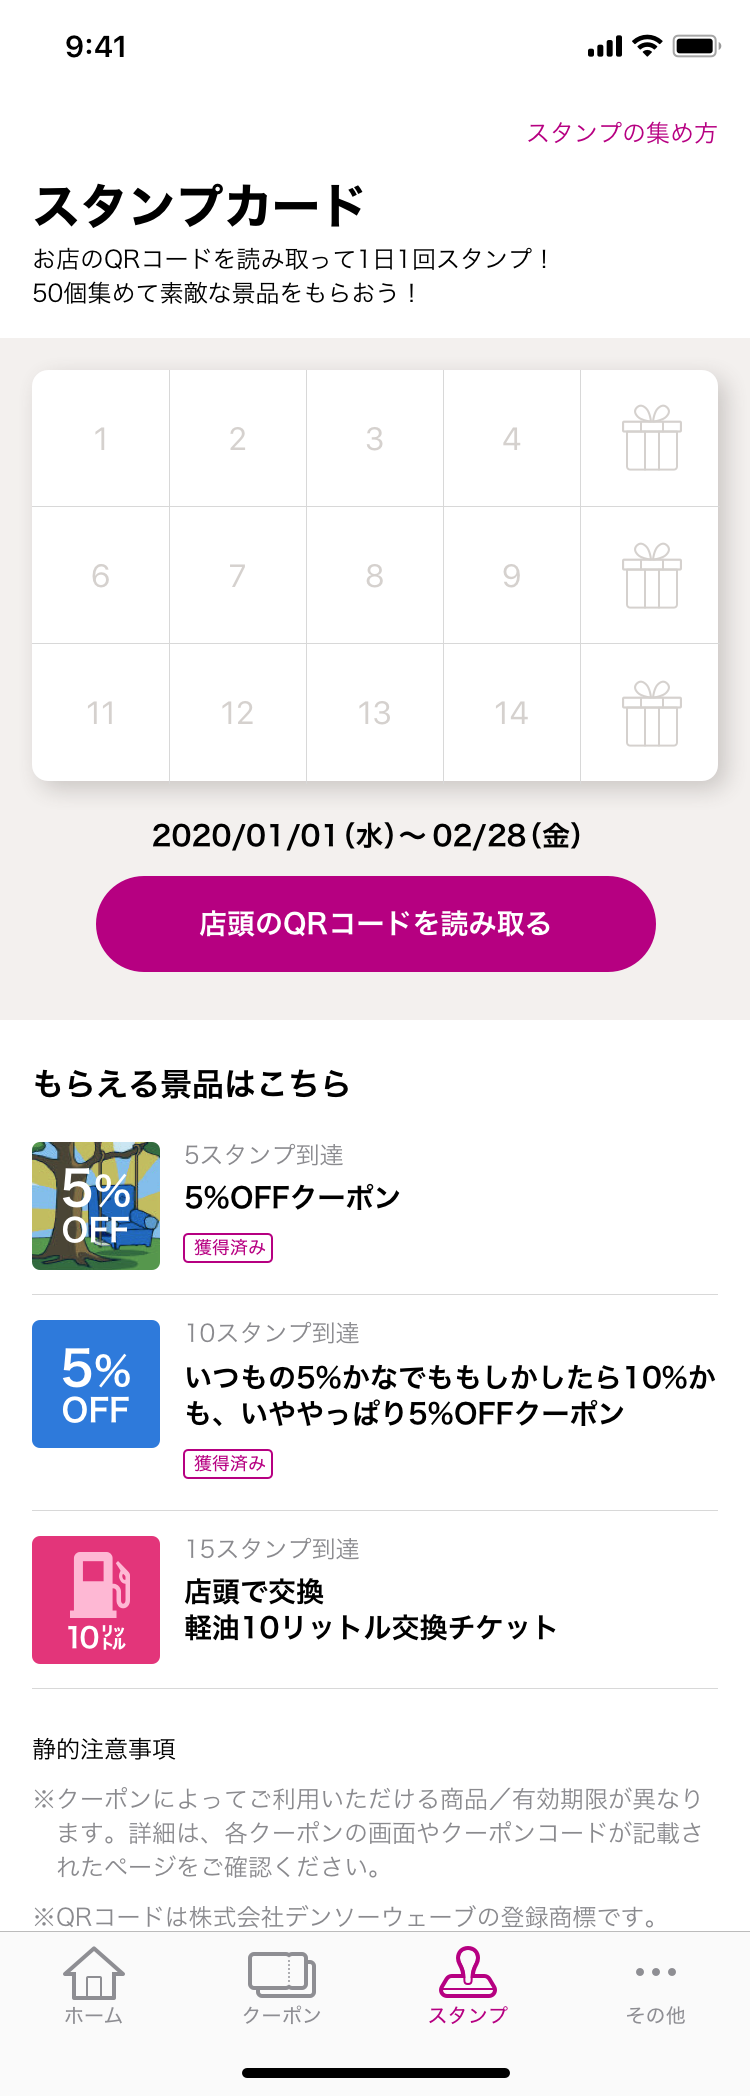 9:41
スタンプの集め方
スタンプカード
お店のQRコードを読み取って1日1回スタンプ！
50個集めて素敵な景品をもらおう！
1 2 3 4
6 7 8 9
11 12 13 14
2020/01/01（水）〜 02/28（金）
店頭のQRコードを読み取る
もらえる景品はこちら
5%
OFF
5スタンプ到達
5%OFFクーポン
獲得済み
5%
OFF
10スタンプ到達
いつもの5%かなでももしかしたら10%か
も、いややっぱり5%OFFクーポン
獲得済み
10リットル
15スタンプ到達
店頭で交換
軽油10リットル交換チケット
静的注意事項
※クーポンによってご利用いただける商品／有効期限が異なり
ます。詳細は、各クーポンの画面やクーポンコードが記載さ
れたページをご確認ください。
※QRコードは株式会社デンソーウェーブの登録商標です。
ホーム クーポン スタンプ その他